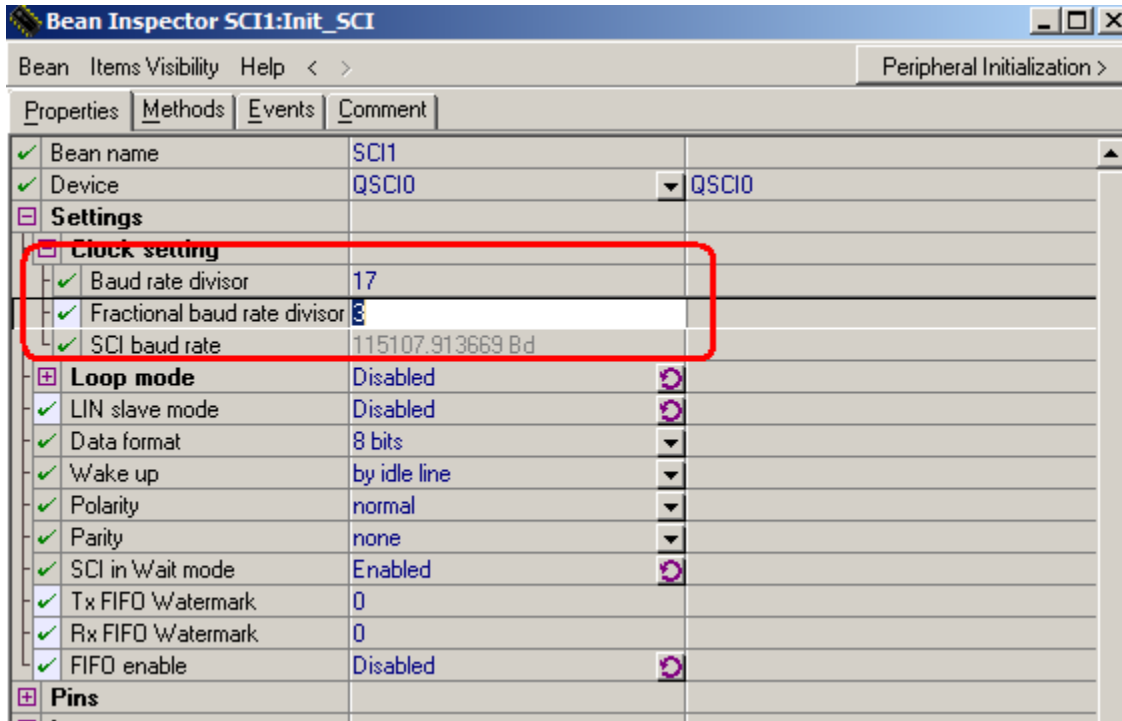 Bean Inspector SCI1:Init_SCI
Bean Items Visibility Help < > Peripheral Initialization >
Properties Methods Events Comment
Bean name SCI1
Device QSCI0 QSCI0
Settings
Clock setting
Baud rate divisor 17
Fractional baud rate divisor 3
SCI baud rate 115107.913669 Bd
Loop mode Disabled
LIN slave mode Disabled
Data format 8 bits
Wake up by idle line
Polarity normal
Parity none
SCI in Wait mode Enabled
Tx FIFO Watermark 0
Rx FIFO Watermark 0
FIFO enable Disabled
Pins